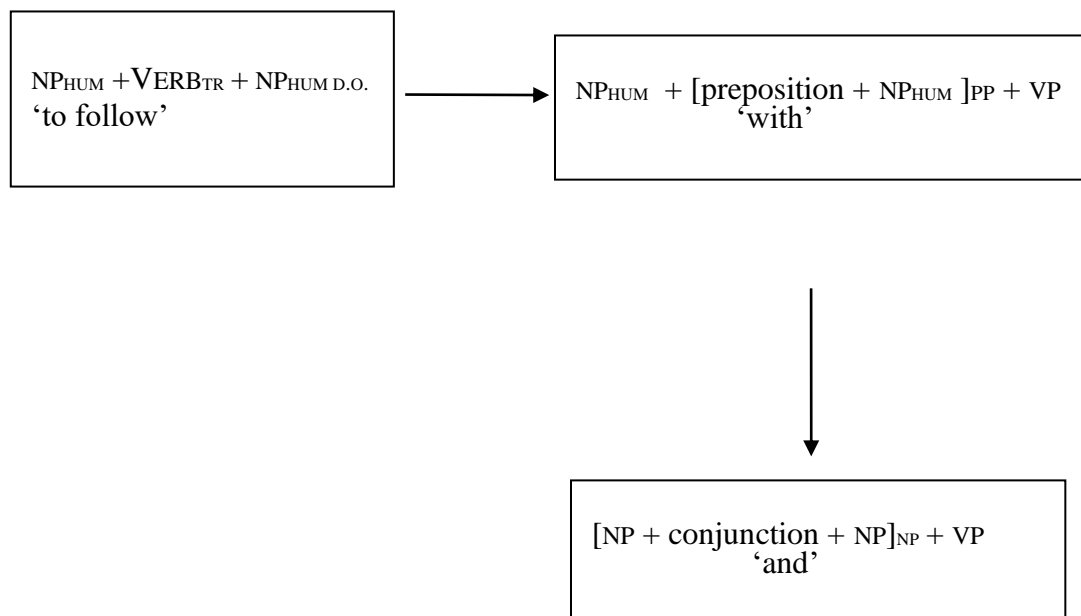 NPHUM +VERBTR + NPHUM D.O.
‘to follow’
NPHUM + [preposition + NPHUM ]PP + VP
‘with’
[NP + conjunction + NP]NP + VP
‘and’